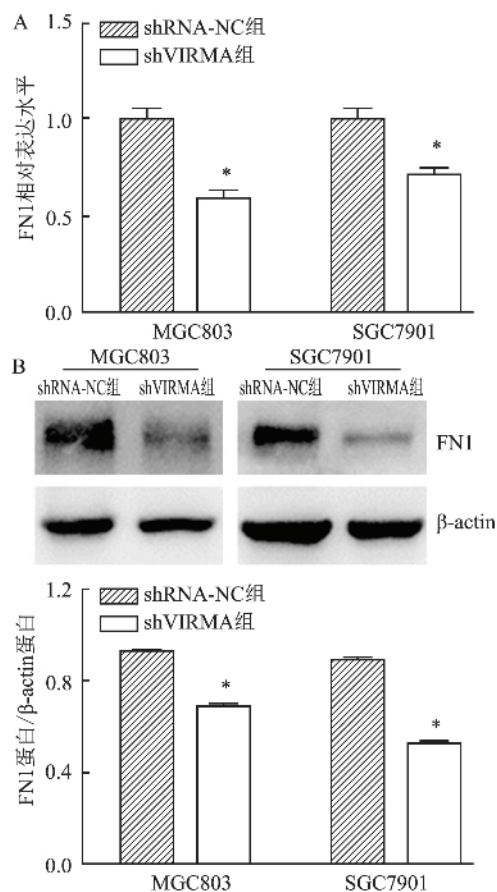 A
shRNA-NC组
shVIRMA组
FN1相对表达水平
1.5
1.0
0.5
0.0
*
*
MGC803
SGC7901
B
MGC803
SGC7901
shRNA-NC组
shVIRMA组
shRNA-NC组
shVIRMA组
FN1
β-actin
shRNA-NC组
shVIRMA组
FN1蛋白/β-actin蛋白
1.2
0.8
0.4
0.0
*
*
MGC803
SGC7901